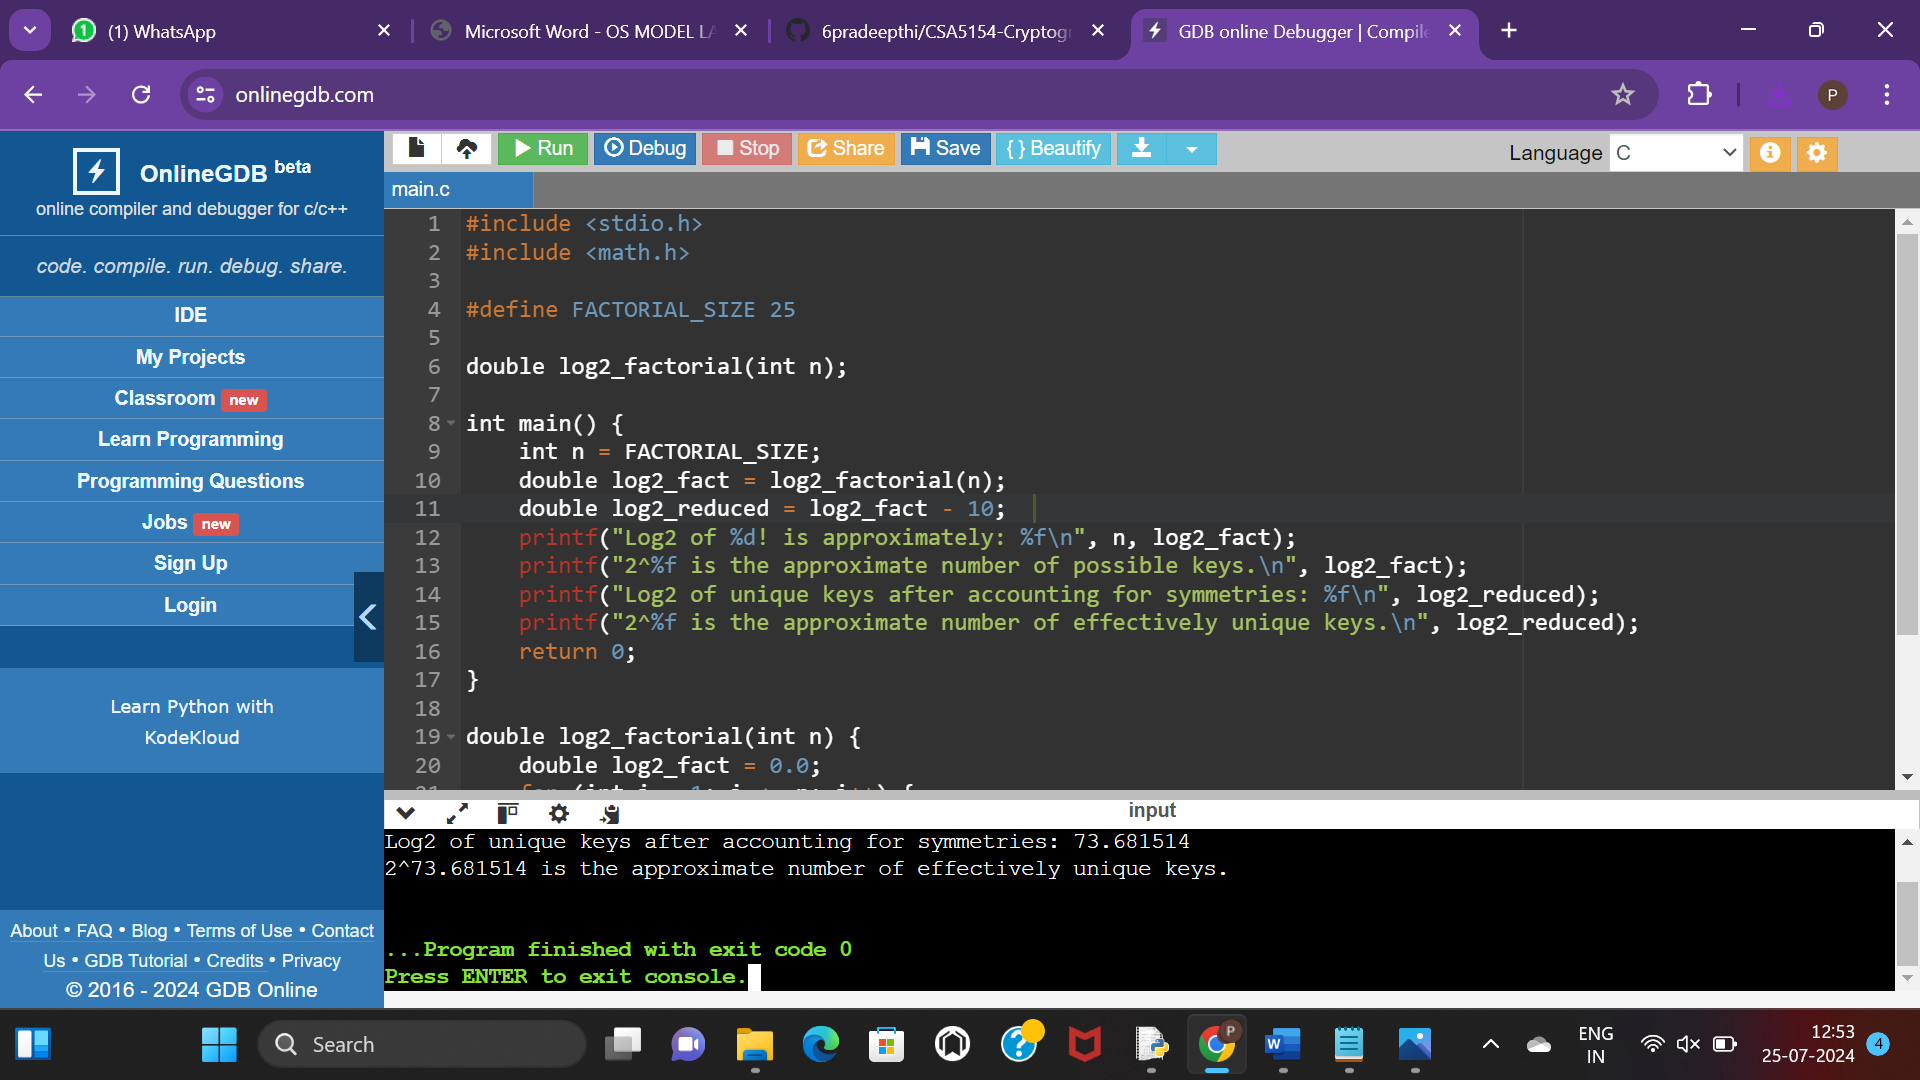 (1) WhatsApp
Microsoft Word - OS MODEL LA
6pradeepthi/CSA5154-Cryptogr
GDB online Debugger | Compile
onlinegdb.com
P
OnlineGDB beta
online compiler and debugger for c/c++
code. compile. run. debug. share.
IDE
My Projects
Classroom new
Learn Programming
Programming Questions
Jobs new
Sign Up
Login
Learn Python with
KodeKloud
About • FAQ • Blog • Terms of Use • Contact
Us • GDB Tutorial • Credits • Privacy
© 2016 - 2024 GDB Online
Run Debug Stop Share Save { } Beautify
Language C
main.c
1 #include <stdio.h>
2 #include <math.h>
3
4 #define FACTORIAL_SIZE 25
5
6 double log2_factorial(int n);
7
8 int main() {
9 int n = FACTORIAL_SIZE;
10 double log2_fact = log2_factorial(n);
11 double log2_reduced = log2_fact - 10;
12 printf("Log2 of %d! is approximately: %f\n", n, log2_fact);
13 printf("2^%f is the approximate number of possible keys.\n", log2_fact);
14 printf("Log2 of unique keys after accounting for symmetries: %f\n", log2_reduced);
15 printf("2^%f is the approximate number of effectively unique keys.\n", log2_reduced);
16 return 0;
17 }
18
19 double log2_factorial(int n) {
20 double log2_fact = 0.0;
input
Log2 of unique keys after accounting for symmetries: 73.681514
2^73.681514 is the approximate number of effectively unique keys.
...Program finished with exit code 0
Press ENTER to exit console.
Search
ENG
IN
12:53
25-07-2024
4